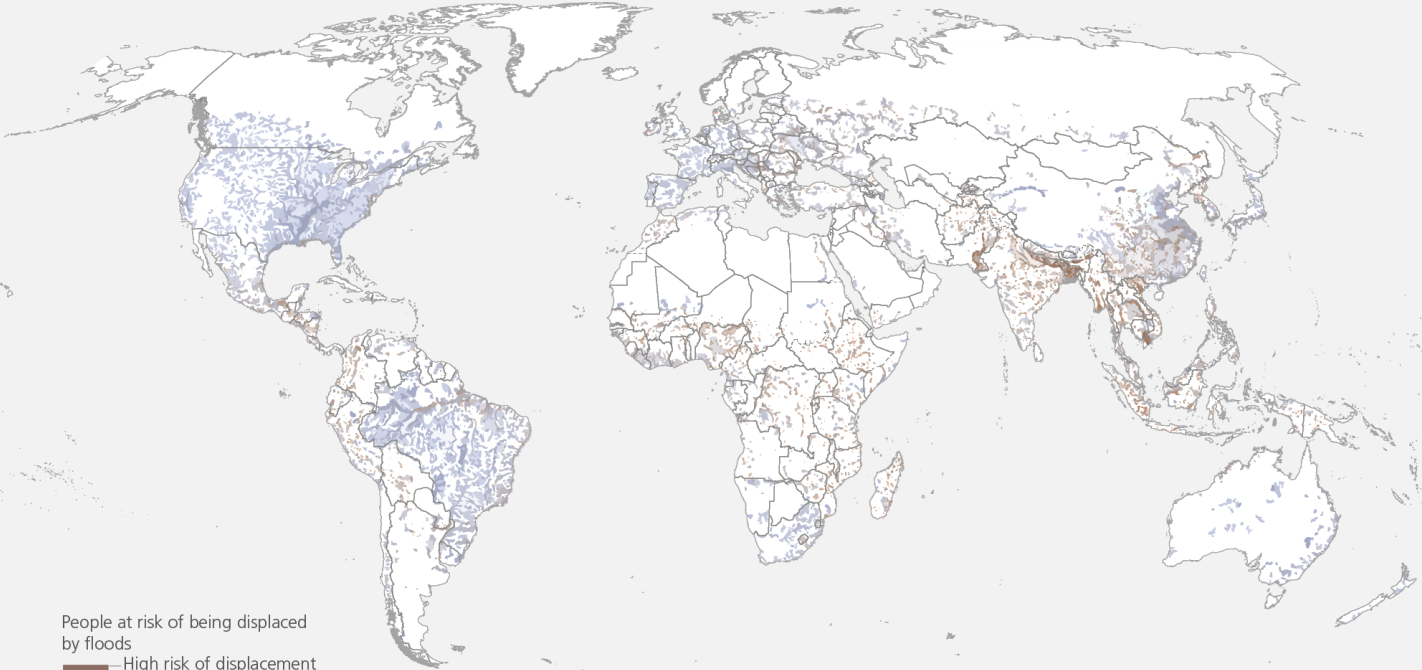 People at risk of being displaced
by floods
High risk of displacement